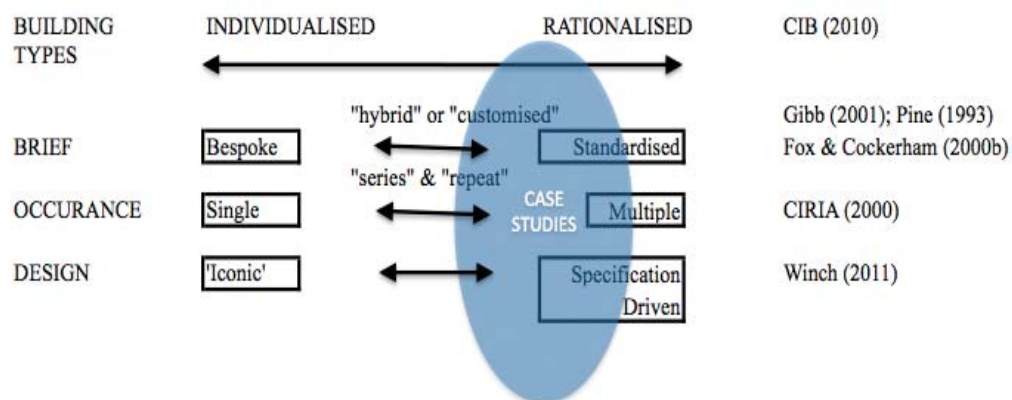 BUILDING TYPES INDIVIDUALISED RATIONALISED CIB (2010)
Gibb (2001); Pine (1993)
"hybrid" or "customised"
BRIEF Bespoke Standardised Fox & Cockerham (2000b)
"series" & "repeat"
OCCURANCE Single CASE STUDIES Multiple CIRIA (2000)
DESIGN 'Iconic' Specification Driven Winch (2011)